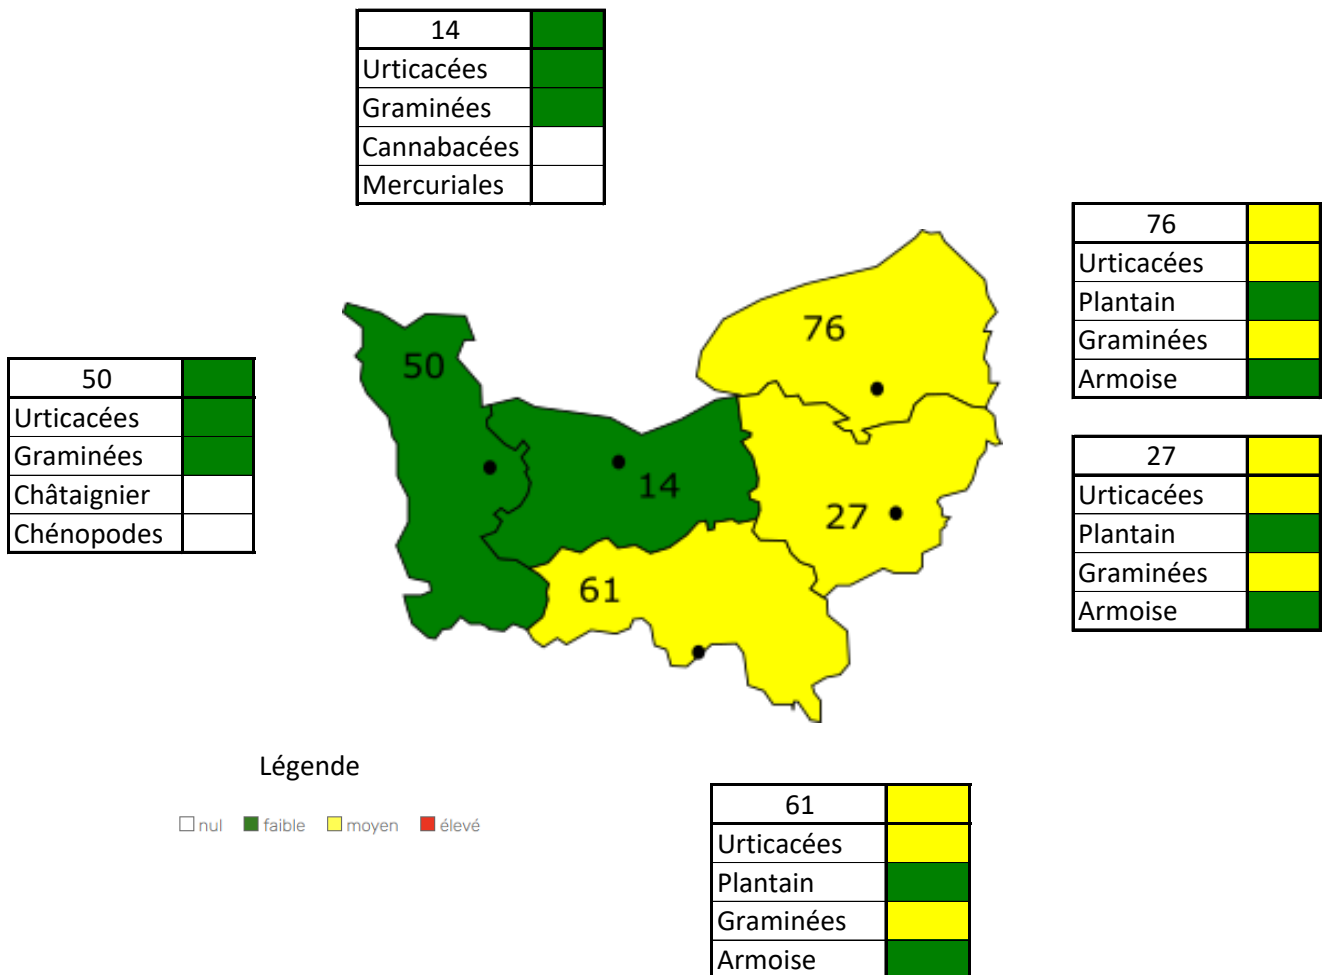 14
Urticacées
Graminées
Cannabacées
Mercuriales
76
Urticacées
Plantain
Graminées
Armoise
50
Urticacées
Graminées
Châtaignier
Chénopodes
27
Urticacées
Plantain
Graminées
Armoise
76
50
14
27
61
Légende
nul faible moyen élevé
61
Urticacées
Plantain
Graminées
Armoise